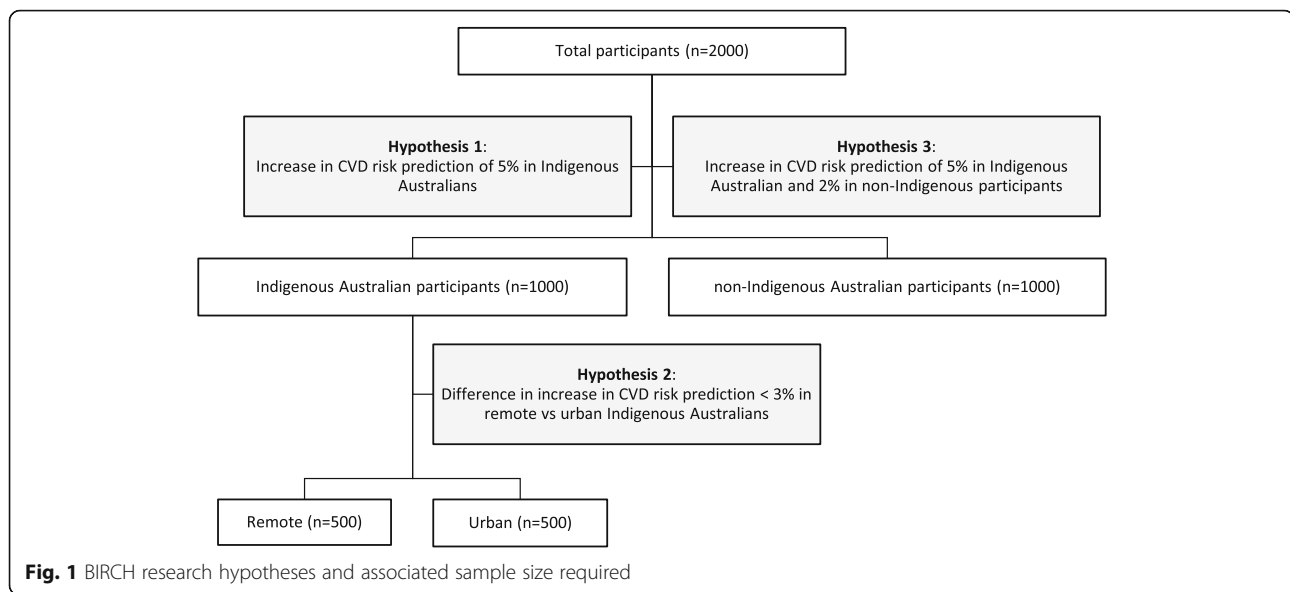 Total participants (n=2000)
Hypothesis 1:
Increase in CVD risk prediction of 5% in Indigenous
Australians
Hypothesis 3:
Increase in CVD risk prediction of 5% in Indigenous
Australian and 2% in non-Indigenous participants
Indigenous Australian participants (n=1000)
non-Indigenous Australian participants (n=1000)
Hypothesis 2:
Difference in increase in CVD risk prediction < 3% in
remote vs urban Indigenous Australians
Remote (n=500)
Urban (n=500)
Fig. 1 BIRCH research hypotheses and associated sample size required